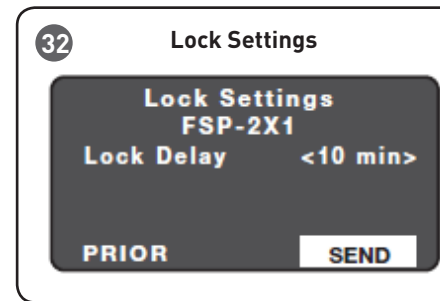 32
Lock Settings
Lock Settings
FSP-2X1
Lock Delay <10 min>
PRIOR SEND